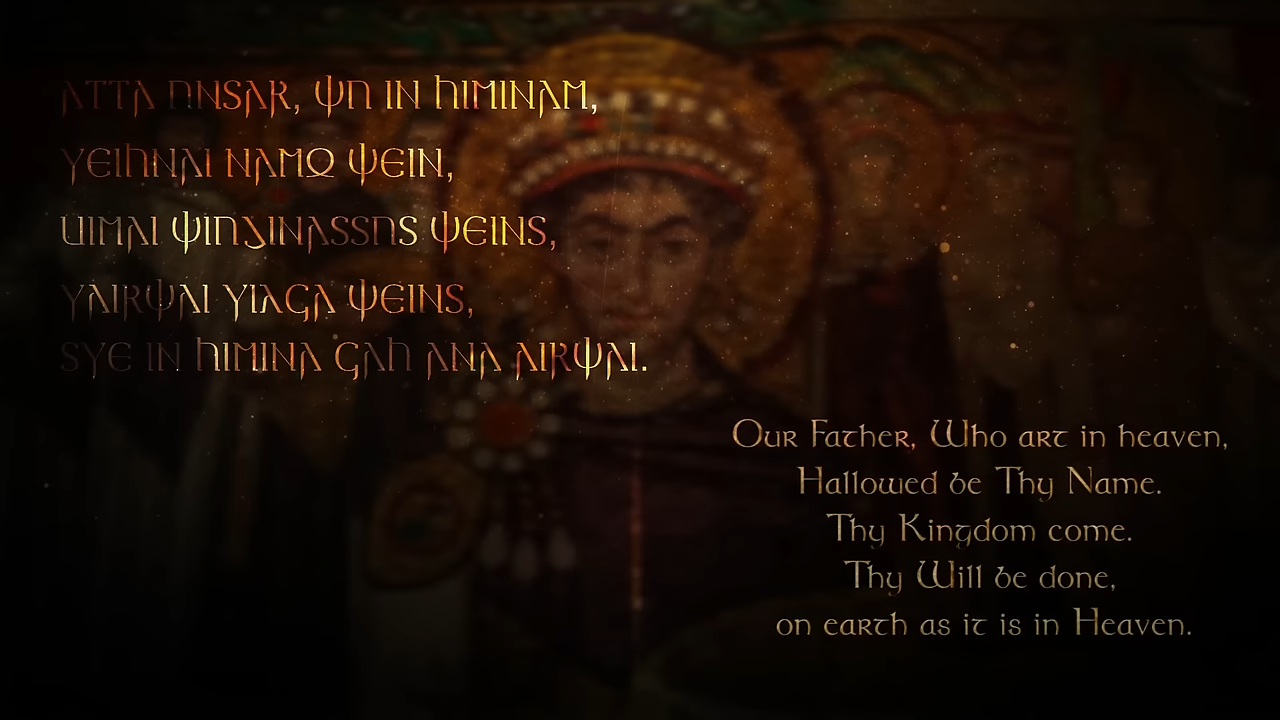 𐌰𐍄𐍄𐌰 𐌿𐌽𐍃𐌰𐍂, 𐌸𐌿 𐌹𐌽 𐌷𐌹𐌼𐌹𐌽𐌰𐌼,
𐍅𐌴𐌹𐌷𐌽𐌰𐌹 𐌽𐌰𐌼𐍉 𐌸𐌴𐌹𐌽,
𐌵𐌹𐌼𐌰𐌹 𐌸𐌹𐌿𐌳𐌹𐌽𐌰𐍃𐍃𐌿𐍃 𐌸𐌴𐌹𐌽𐍃,
𐍅𐌰𐌹𐍂𐌸𐌰𐌹 𐍅𐌹𐌻𐌾𐌰 𐌸𐌴𐌹𐌽𐍃,
𐍃𐍅𐌴 𐌹𐌽 𐌷𐌹𐌼𐌹𐌽𐌰 𐌾𐌰𐌷 𐌰𐌽𐌰 𐌰𐌹𐍂𐌸𐌰𐌹.
Our Father, Who art in heaven,
Hallowed be Thy Name.
Thy Kingdom come.
Thy Will be done,
on earth as it is in Heaven.